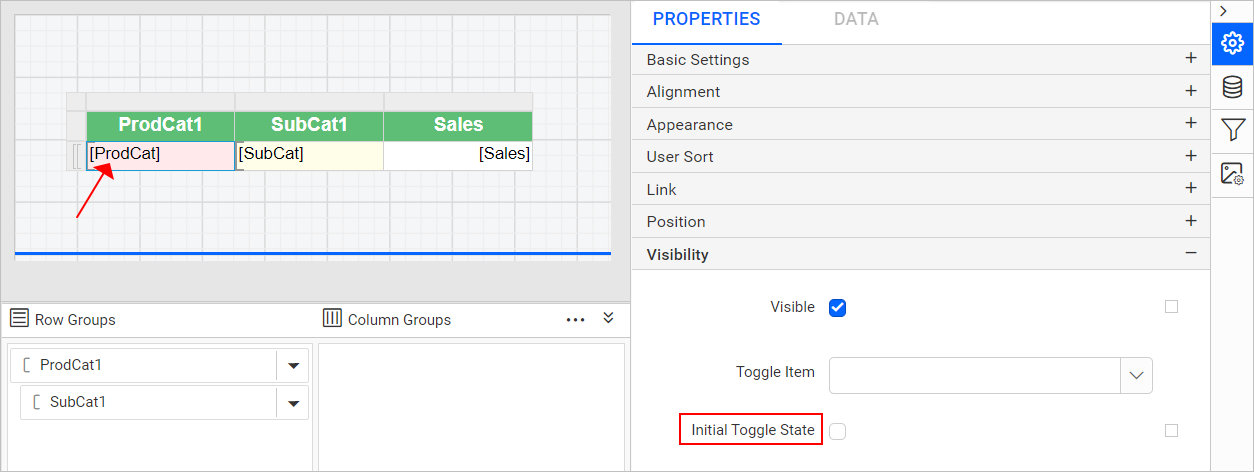 PROPERTIES DATA
Basic Settings
Alignment
Appearance
User Sort
Link
Position
Visibility
Visible
Toggle Item
Initial Toggle State
ProdCat1 SubCat1 Sales
[ProdCat] [SubCat] [Sales]
Row Groups Column Groups
ProdCat1
SubCat1